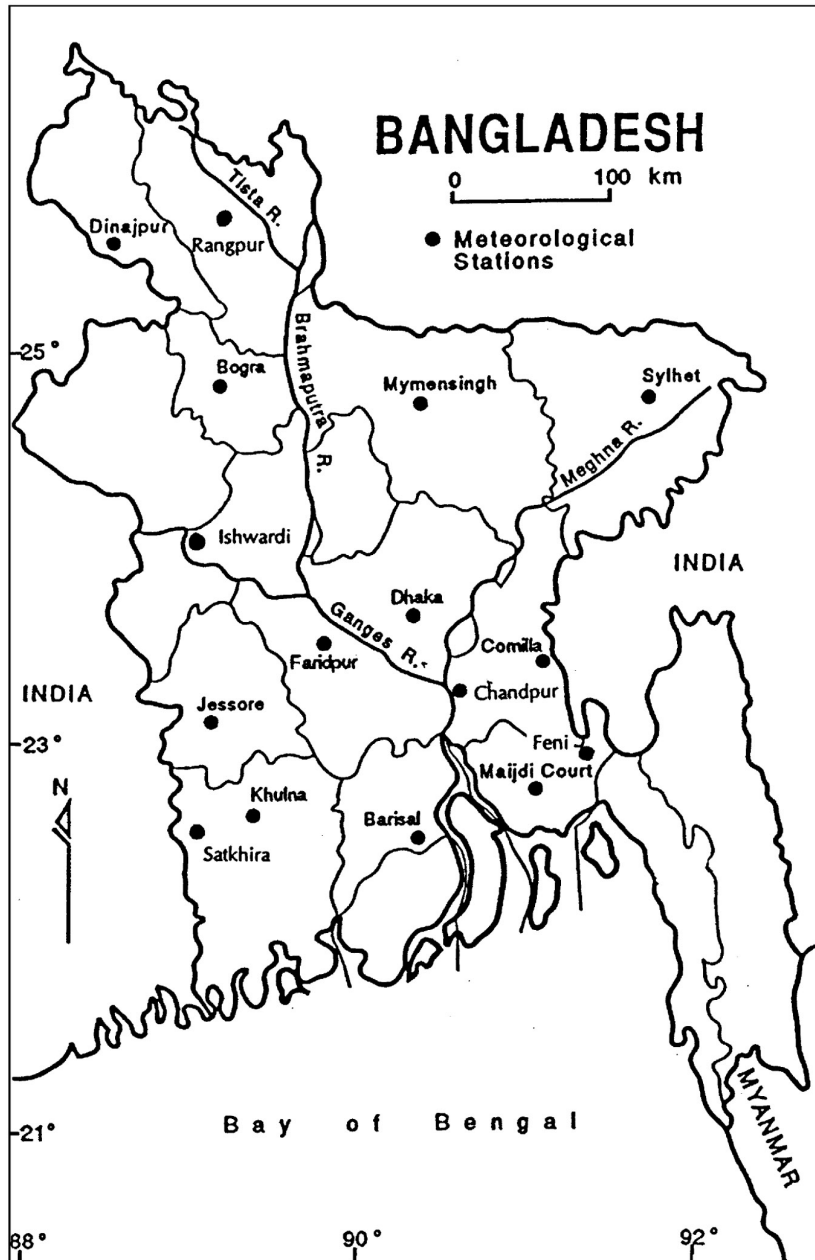 BANGLADESH
0 100 km
Meteorological
Stations
Tista R.
Dinajpur
Rangpur
25°
Brahmaputra
R.
Bogra
Mymensingh
Sylhet
Meghna R.
Ishwardi
INDIA
Dhaka
Ganges R.
Faridpur
Comilla
INDIA
Chandpur
Jessore
23°
Feni
Maijdi Court
N
Khulna
Barisal
Satkhira
MYANMAR
Bay of Bengal
21°
88° 90° 92°